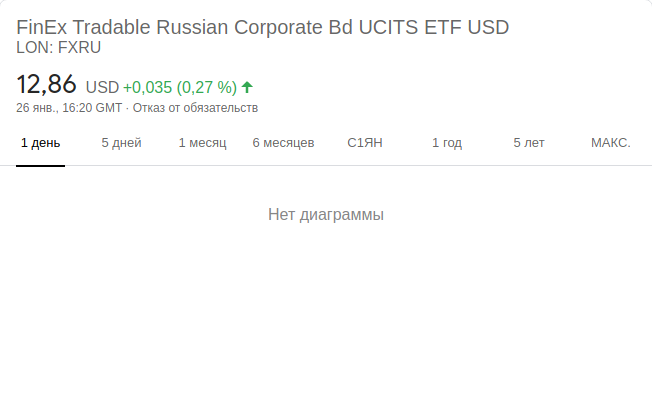 FinEx Tradable Russian Corporate Bd UCITS ETF USD
LON: FXRU
12,86 USD +0,035 (0,27 %)
26 янв., 16:20 GMT · Отказ от обязательств
1 день 5 дней 1 месяц 6 месяцев С1ЯН 1 год 5 лет МАКС.
Нет диаграммы